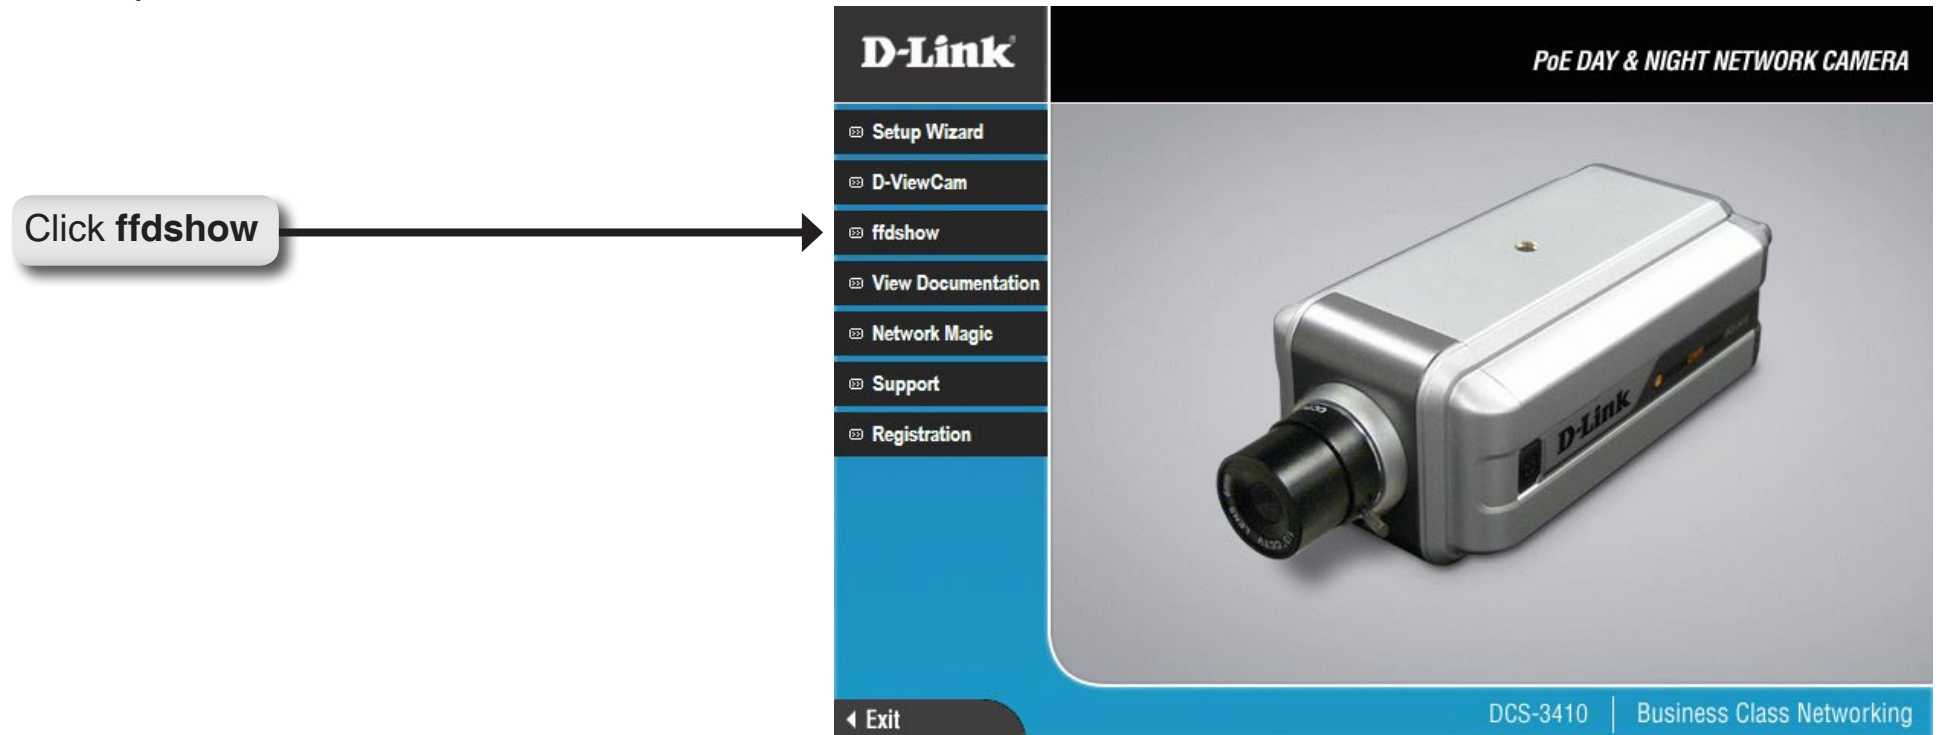 D-Link
PoE DAY & NIGHT NETWORK CAMERA
Setup Wizard
D-ViewCam
Click ffdshow
ffdshow
View Documentation
Network Magic
Support
Registration
D-Link
Exit
DCS-3410
Business Class Networking